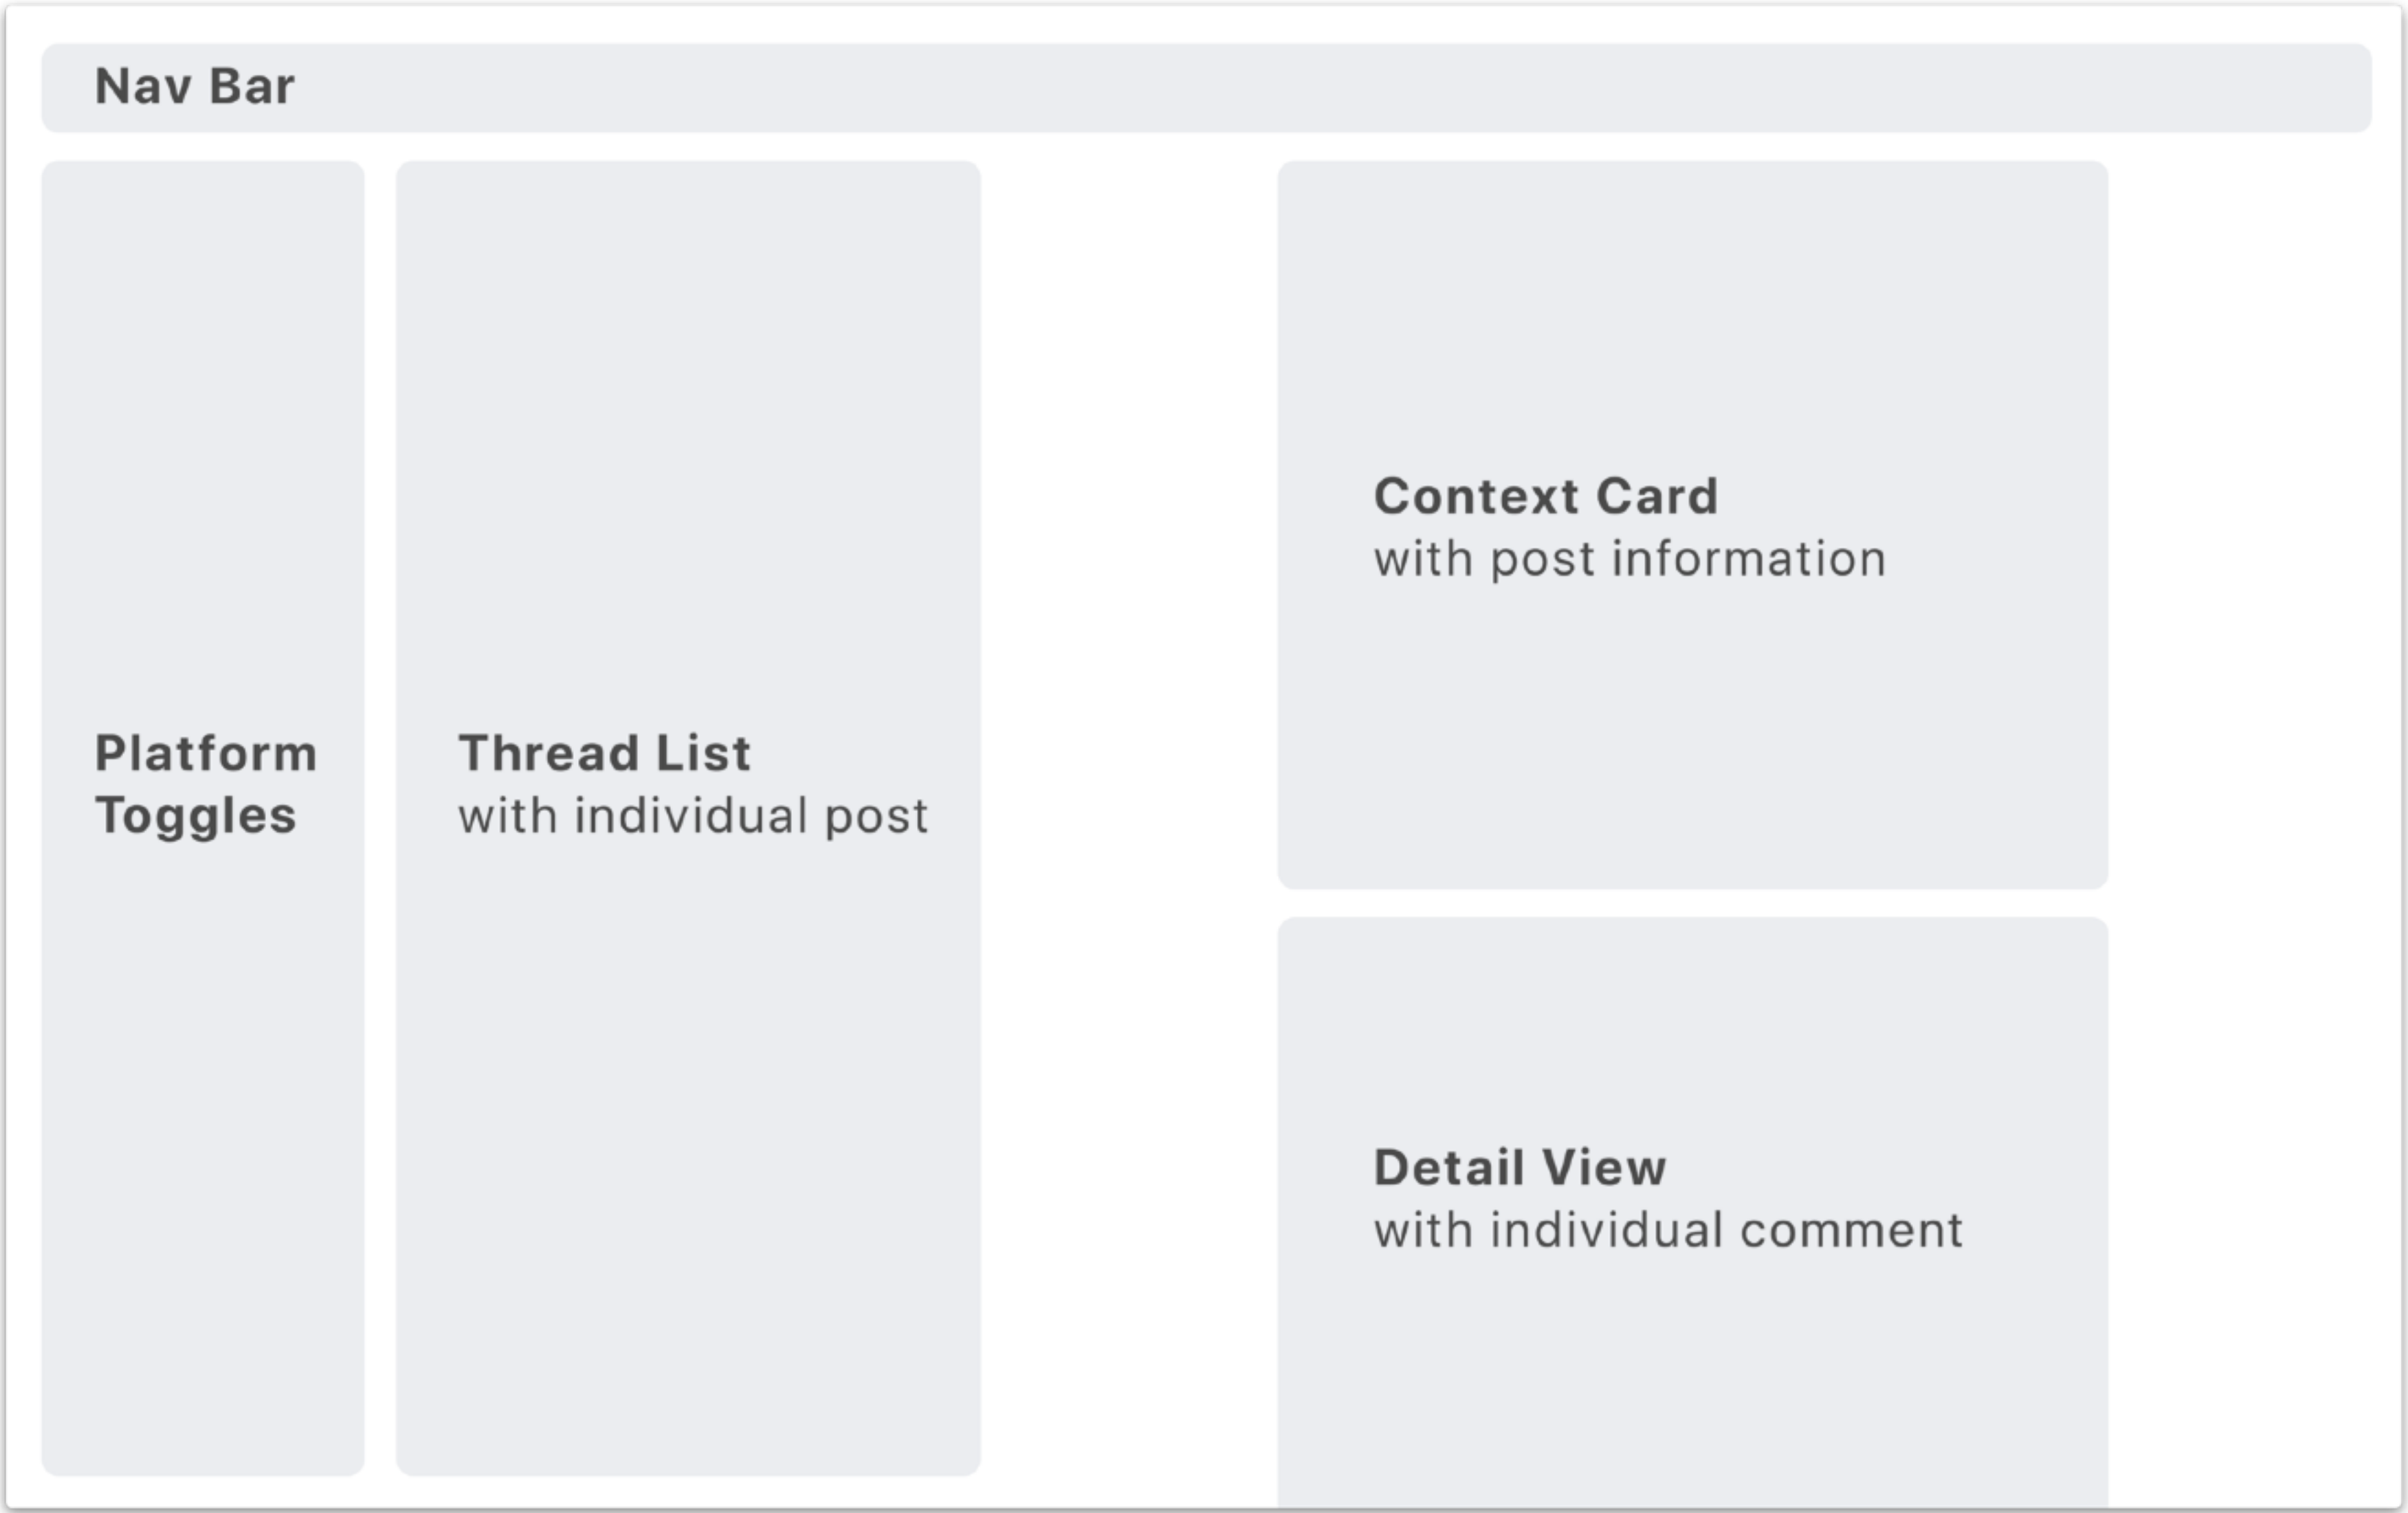 Nav Bar
Platform
Toggles
Thread List
with individual post
Context Card
with post information
Detail View
with individual comment